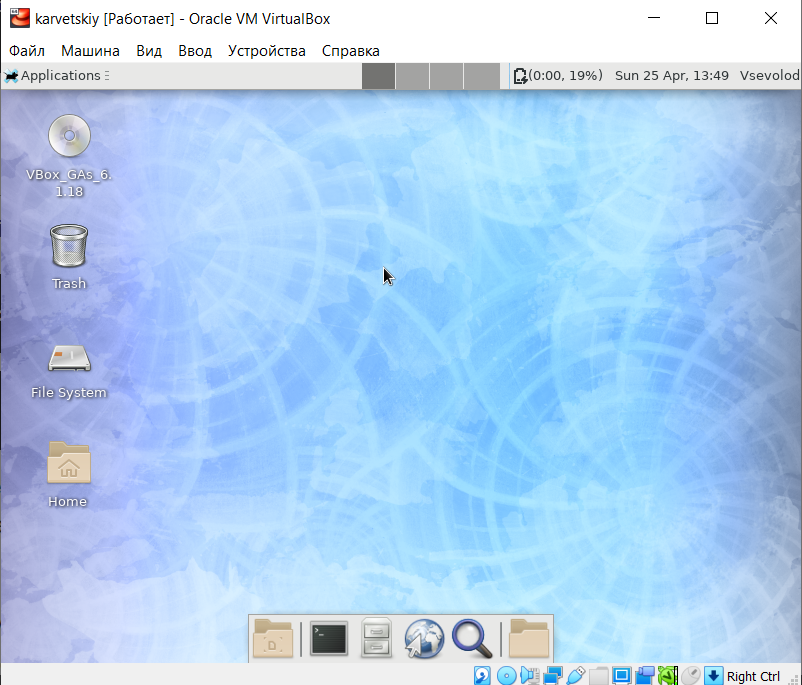 karvetskiy [Работает] - Oracle VM VirtualBox
Файл Машина Вид Ввод Устройства Справка
Applications (0:00, 19%) Sun 25 Apr, 13:49 Vsevolod
VBox_GAs_6.
1.18
Trash
File System
Home
Right Ctrl